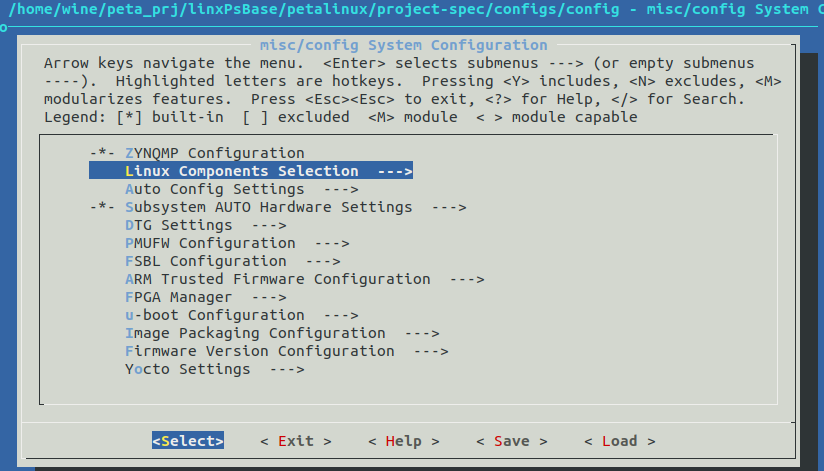 /home/wine/peta_prj/linxPsBase/petalinux/project-spec/configs/config - misc/config System C
misc/config System Configuration
Arrow keys navigate the menu.  <Enter> selects submenus ---> (or empty submenus
----).  Highlighted letters are hotkeys.  Pressing <Y> includes, <N> excludes, <M>
modularizes features.  Press <Esc><Esc> to exit, <?> for Help, </> for Search.
Legend: [*] built-in  [ ] excluded  <M> module  < > module capable
-*- ZYNQMP Configuration
Linux Components Selection  --->
Auto Config Settings  --->
-*- Subsystem AUTO Hardware Settings  --->
DTG Settings  --->
PMUFW Configuration  --->
FSBL Configuration  --->
ARM Trusted Firmware Configuration  --->
FPGA Manager  --->
u-boot Configuration  --->
Image Packaging Configuration  --->
Firmware Version Configuration  --->
Yocto Settings  --->
<Select>    < Exit >    < Help >    < Save >    < Load >